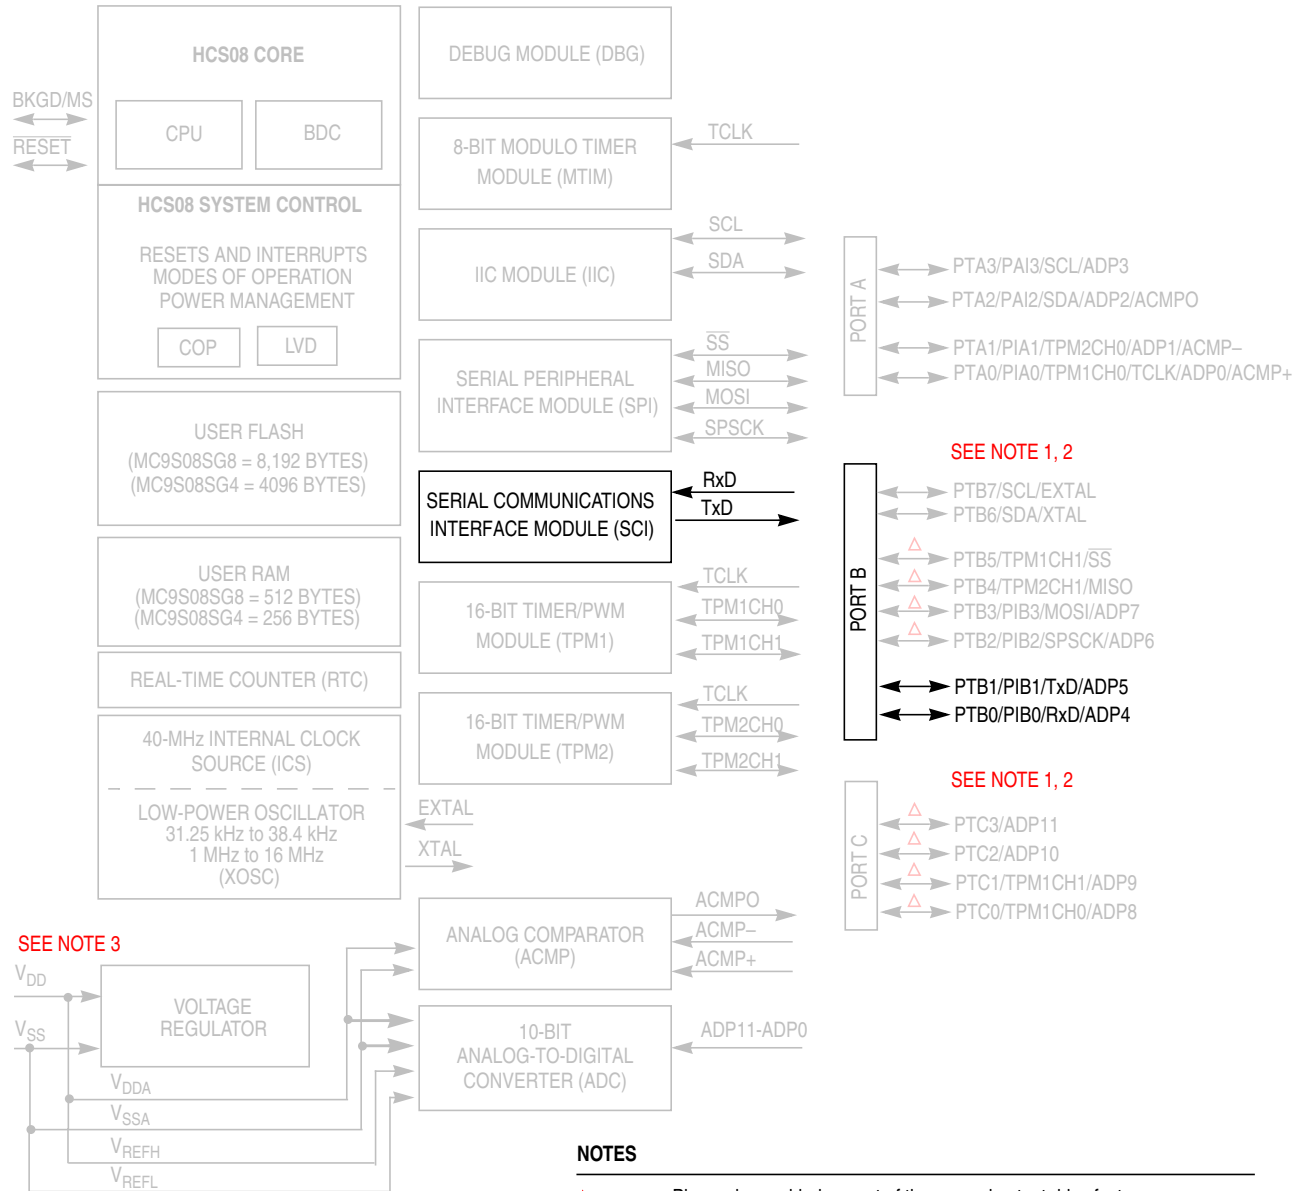 HCS08 CORE
CPU
BDC
BKGD/MS
RESET
HCS08 SYSTEM CONTROL
RESETS AND INTERRUPTS
MODES OF OPERATION
POWER MANAGEMENT
COP
LVD
USER FLASH
(MC9S08SG8 = 8,192 BYTES)
(MC9S08SG4 = 4096 BYTES)
USER RAM
(MC9S08SG8 = 512 BYTES)
(MC9S08SG4 = 256 BYTES)
REAL-TIME COUNTER (RTC)
40-MHz INTERNAL CLOCK
SOURCE (ICS)
LOW-POWER OSCILLATOR
31.25 kHz to 38.4 kHz
1 MHz to 16 MHz
(XOSC)
EXTAL
XTAL
SEE NOTE 3
VDD
VSS
VOLTAGE
REGULATOR
VDDA
VSSA
VREFH
VREFL
DEBUG MODULE (DBG)
8-BIT MODULO TIMER
MODULE (MTIM)
TCLK
IIC MODULE (IIC)
SCL
SDA
SERIAL PERIPHERAL
INTERFACE MODULE (SPI)
SS
MISO
MOSI
SPSCK
SERIAL COMMUNICATIONS
INTERFACE MODULE (SCI)
RxD
TxD
16-BIT TIMER/PWM
MODULE (TPM1)
TCLK
TPM1CH0
TPM1CH1
16-BIT TIMER/PWM
MODULE (TPM2)
TCLK
TPM2CH0
TPM2CH1
ANALOG COMPARATOR
(ACMP)
ACMPO
ACMP–
ACMP+
10-BIT
ANALOG-TO-DIGITAL
CONVERTER (ADC)
ADP11-ADP0
PORT A
PTA3/PAI3/SCL/ADP3
PTA2/PAI2/SDA/ADP2/ACMPO
PTA1/PIA1/TPM2CH0/ADP1/ACMP–
PTA0/PIA0/TPM1CH0/TCLK/ADP0/ACMP+
SEE NOTE 1, 2
PORT B
PTB7/SCL/EXTAL
PTB6/SDA/XTAL
PTB5/TPM1CH1/SS
PTB4/TPM2CH1/MISO
PTB3/PIB3/MOSI/ADP7
PTB2/PIB2/SPSCK/ADP6
PTB1/PIB1/TxD/ADP5
PTB0/PIB0/RxD/ADP4
SEE NOTE 1, 2
PORT C
PTC3/ADP11
PTC2/ADP10
PTC1/TPM1CH1/ADP9
PTC0/TPM1CH0/ADP8
NOTES